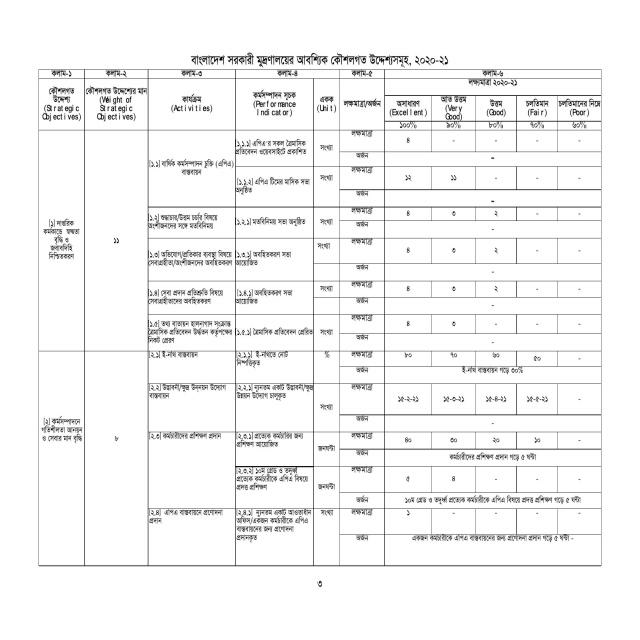 বাংলাদেশ সরকারী মুদ্রণালয়ের আবশ্যিক কৌশলগত উদ্দেশ্যসমূহ, ২০২০-২১
কলাম-১ কলাম-২ কলাম-৩ কলাম-৪ কলাম-৫ কলাম-৬
কৌশলগত উদ্দেশ্য (Strategic Objectives)
কৌশলগত উদ্দেশ্যের মান (Weight of Strategic Objectives)
কার্যক্রম (Activities)
কর্মসম্পাদন সূচক (Performance Indicator)
একক (Unit)
লক্ষ্যমাত্রা/অর্জন
লক্ষ্যমাত্রা ২০২০-২১
অসাধারণ (Excellent) অতি উত্তম (Very Good) উত্তম (Good) চলতিমান (Fair) চলতিমানের নিম্নে (Poor)
১০০% ৯০% ৮০% ৭০% ৬০%
[১] দাপ্তরিক কর্মকান্ডে স্বচ্ছতা বৃদ্ধি ও জবাবদিহি নিশ্চিতকরণ
১১
[১.১] বার্ষিক কর্মসম্পাদন চুক্তি (এপিএ) বাস্তবায়ন
[১.১.১] এপিএ'র সকল ত্রৈমাসিক প্রতিবেদন ওয়েবসাইটে প্রকাশিত
সংখ্যা লক্ষ্যমাত্রা ৪ - - - -
অর্জন -
[১.১.২] এপিএ টিমের মাসিক সভা অনুষ্ঠিত
সংখ্যা লক্ষ্যমাত্রা ১২ ১১ - - -
অর্জন -
[১.২] শুদ্ধাচার/উত্তম চর্চার বিষয়ে অংশীজনদের সঙ্গে মতবিনিময়
[১.২.১] মতবিনিময় সভা অনুষ্ঠিত
সংখ্যা লক্ষ্যমাত্রা ৪ ৩ ২ - -
অর্জন -
[১.৩] অভিযোগ/প্রতিকার ব্যবস্থা বিষয়ে সেবাগ্রহীতা/অংশীজনদের অবহিতকরণ
[১.৩.১] অবহিতকরণ সভা আয়োজিত
সংখ্যা লক্ষ্যমাত্রা ৪ ৩ ২ - -
অর্জন -
[১.৪] সেবা প্রদান প্রতিশ্রুতি বিষয়ে সেবাগ্রহীতাদের অবহিতকরণ
[১.৪.১] অবহিতকরণ সভা আয়োজিত
সংখ্যা লক্ষ্যমাত্রা ৪ ৩ ২ - -
অর্জন -
[১.৫] তথ্য বাতায়ন হালনাগাদ সংক্রান্ত ত্রৈমাসিক প্রতিবেদন উর্দ্ধতন কর্তৃপক্ষের নিকট প্রেরণ
[১.৫.১] ত্রৈমাসিক প্রতিবেদন প্রেরিত
সংখ্যা লক্ষ্যমাত্রা ৪ ৩ - - -
অর্জন -
[২] কর্মসম্পাদনে গতিশীলতা আনয়ন ও সেবার মান বৃদ্ধি
৮
[২.১] ই-নথি বাস্তবায়ন
[২.১.১] ই-নথিতে নোট নিষ্পত্তিকৃত
% লক্ষ্যমাত্রা ৮০ ৭০ ৬০ ৫০ -
অর্জন ই-নথি বাস্তবায়ন গড়ে ৩০%
[২.২] উদ্ভাবনী/ক্ষুদ্র উন্নয়ন উদ্যোগ বাস্তবায়ন
[২.২.১] ন্যূনতম একটি উদ্ভাবনী/ক্ষুদ্র উন্নয়ন উদ্যোগ চালুকৃত
সংখ্যা লক্ষ্যমাত্রা ১৫-২-২১ ১৫-৩-২১ ১৫-৪-২১ ১৫-৫-২১ -
অর্জন -
[২.৩] কর্মচারীদের প্রশিক্ষণ প্রদান
[২.৩.১] প্রত্যেক কর্মচারির জন্য প্রশিক্ষণ আয়োজিত
জনঘন্টা লক্ষ্যমাত্রা ৪০ ৩০ ২০ ১০ -
অর্জন কর্মচারীদের প্রশিক্ষণ প্রদান গড়ে ৫ ঘন্টা
[২.৩.২] ১০ম গ্রেড ও তদুর্ধ্ব প্রত্যেক কর্মচারীকে এপিএ বিষয়ে প্রদত্ত প্রশিক্ষণ
জনঘন্টা লক্ষ্যমাত্রা ৫ ৪ - - -
অর্জন ১০ম গ্রেড ও তদুর্ধ্ব প্রত্যেক কর্মচারীকে এপিএ বিষয়ে প্রদত্ত প্রশিক্ষণ গড়ে ৫ ঘন্টা
[২.৪] এপিএ বাস্তবায়নে প্রণোদনা প্রদান
[২.৪.১] ন্যূনতম একটি আওতাধীন অফিস/একজন কর্মচারীকে এপিএ বাস্তবায়নের জন্য প্রণোদনা প্রদানকৃত
সংখ্যা লক্ষ্যমাত্রা ১ - - - -
অর্জন একজন কর্মচারীকে এপিএ বাস্তবায়নের জন্য প্রণোদনা প্রদান গড়ে ৫ ঘন্টা -
৩